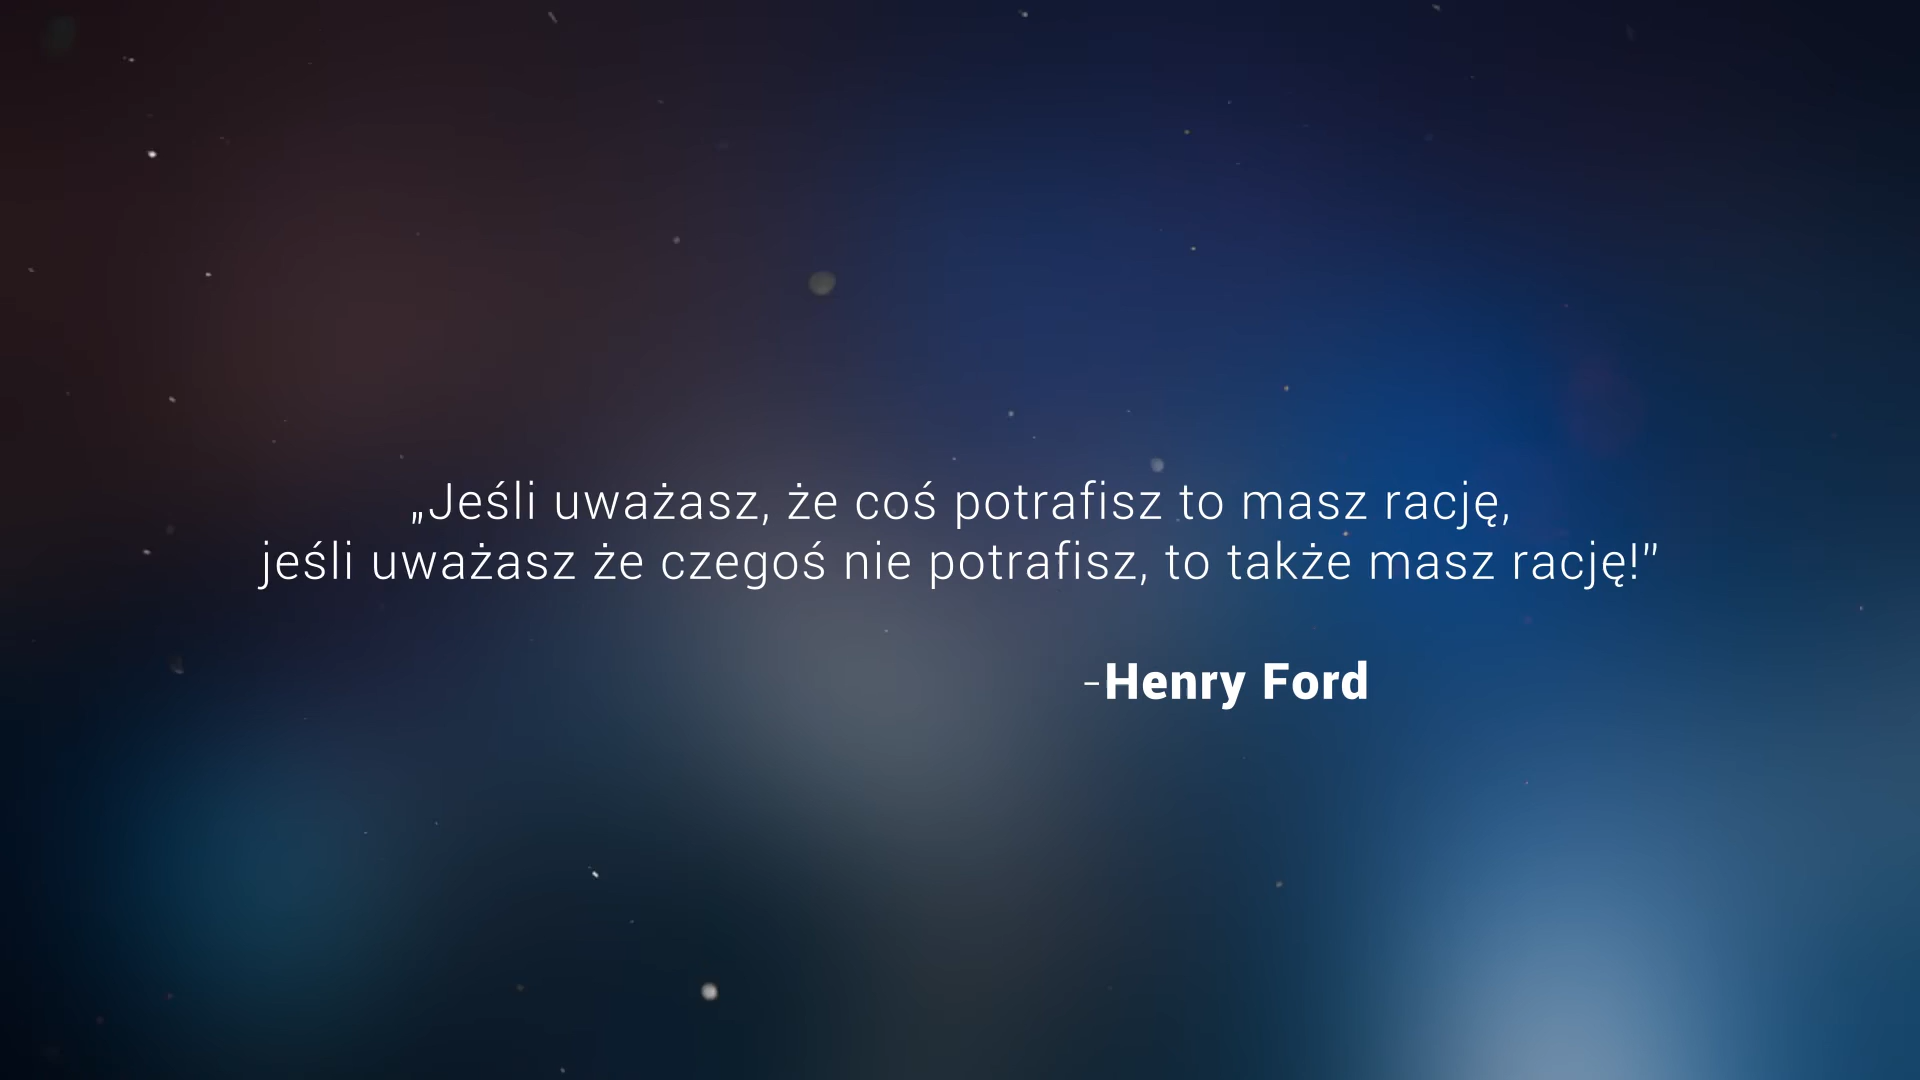 „Jeśli uważasz, że coś potrafisz to masz rację,
jeśli uważasz że czegoś nie potrafisz, to także masz rację!”
-Henry Ford